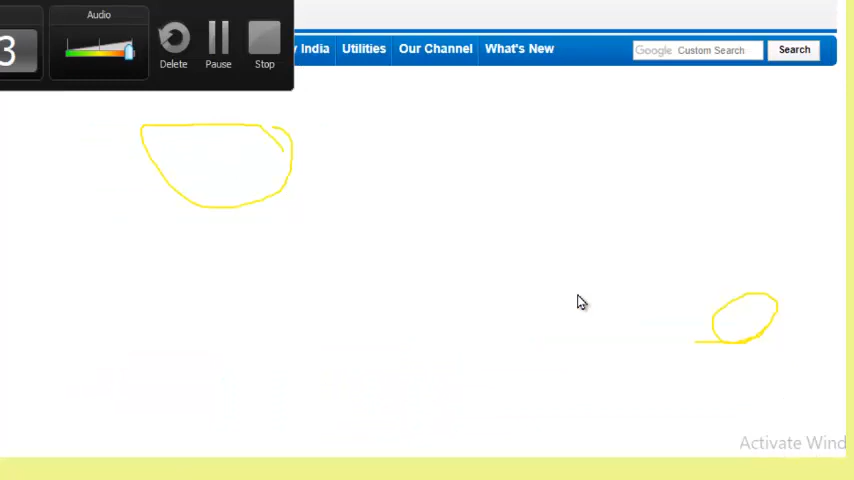 Audio
3
Delete Pause Stop
y India Utilities Our Channel What's New Google Custom Search Search
Activate Wind